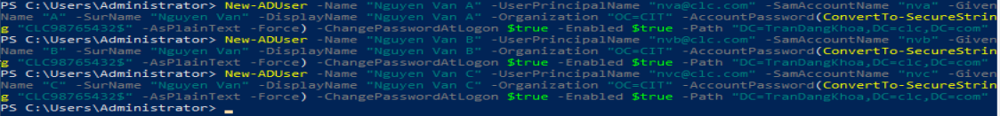 PS C:\Users\Administrator> New-ADUser -Name "Nguyen Van A" -UserPrincipalName "nva@clc.com" -SamAccountName "nva" -Given
Name "A" -SurName "Nguyen Van" -DisplayName "Nguyen Van A" -Organization "OC=CIT" -AccountPassword(ConvertTo-SecureStrin
g "CLC98765432$" -AsPlainText -Force) -ChangePasswordAtLogon $true -Enabled $true -Path "DC=TranDangKhoa,DC=clc,DC=com"
PS C:\Users\Administrator> New-ADUser -Name "Nguyen Van B" -UserPrincipalName "nvb@clc.com" -SamAccountName "nvb" -Given
Name "B" -SurName "Nguyen Van" -DisplayName "Nguyen Van B" -Organization "OC=CIT" -AccountPassword(ConvertTo-SecureStrin
g "CLC98765432$" -AsPlainText -Force) -ChangePasswordAtLogon $true -Enabled $true -Path "DC=TranDangKhoa,DC=clc,DC=com"
PS C:\Users\Administrator> New-ADUser -Name "Nguyen Van C" -UserPrincipalName "nvc@clc.com" -SamAccountName "nvc" -Given
Name "C" -SurName "Nguyen Van" -DisplayName "Nguyen Van C" -Organization "OC=CIT" -AccountPassword(ConvertTo-SecureStrin
g "CLC98765432$" -AsPlainText -Force) -ChangePasswordAtLogon $true -Enabled $true -Path "DC=TranDangKhoa,DC=clc,DC=com"
PS C:\Users\Administrator> _